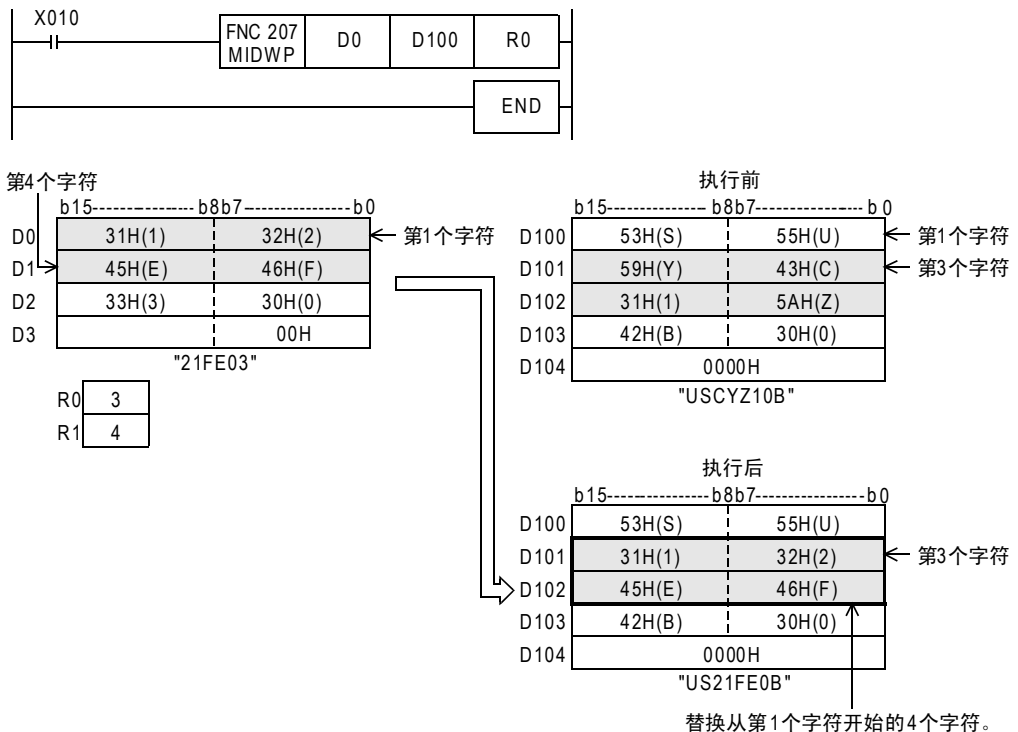 X010
FNC 207
MIDWP
D0
D100
R0
END
第4个字符
b15---------------- b8b7----------------b0
D0 31H(1) 32H(2) 第1个字符
D1 45H(E) 46H(F)
D2 33H(3) 30H(0)
D3 00H
"21FE03"
R0 3
R1 4
执行前
b15---------------- b8b7----------------b0
D100 53H(S) 55H(U) 第1个字符
D101 59H(Y) 43H(C) 第3个字符
D102 31H(1) 5AH(Z)
D103 42H(B) 30H(0)
D104 0000H
"USCYZ10B"
执行后
b15----------------b8b7----------------b0
D100 53H(S) 55H(U)
D101 31H(1) 32H(2) 第3个字符
D102 45H(E) 46H(F)
D103 42H(B) 30H(0)
D104 0000H
"US21FE0B"
替换从第1个字符开始的4个字符。